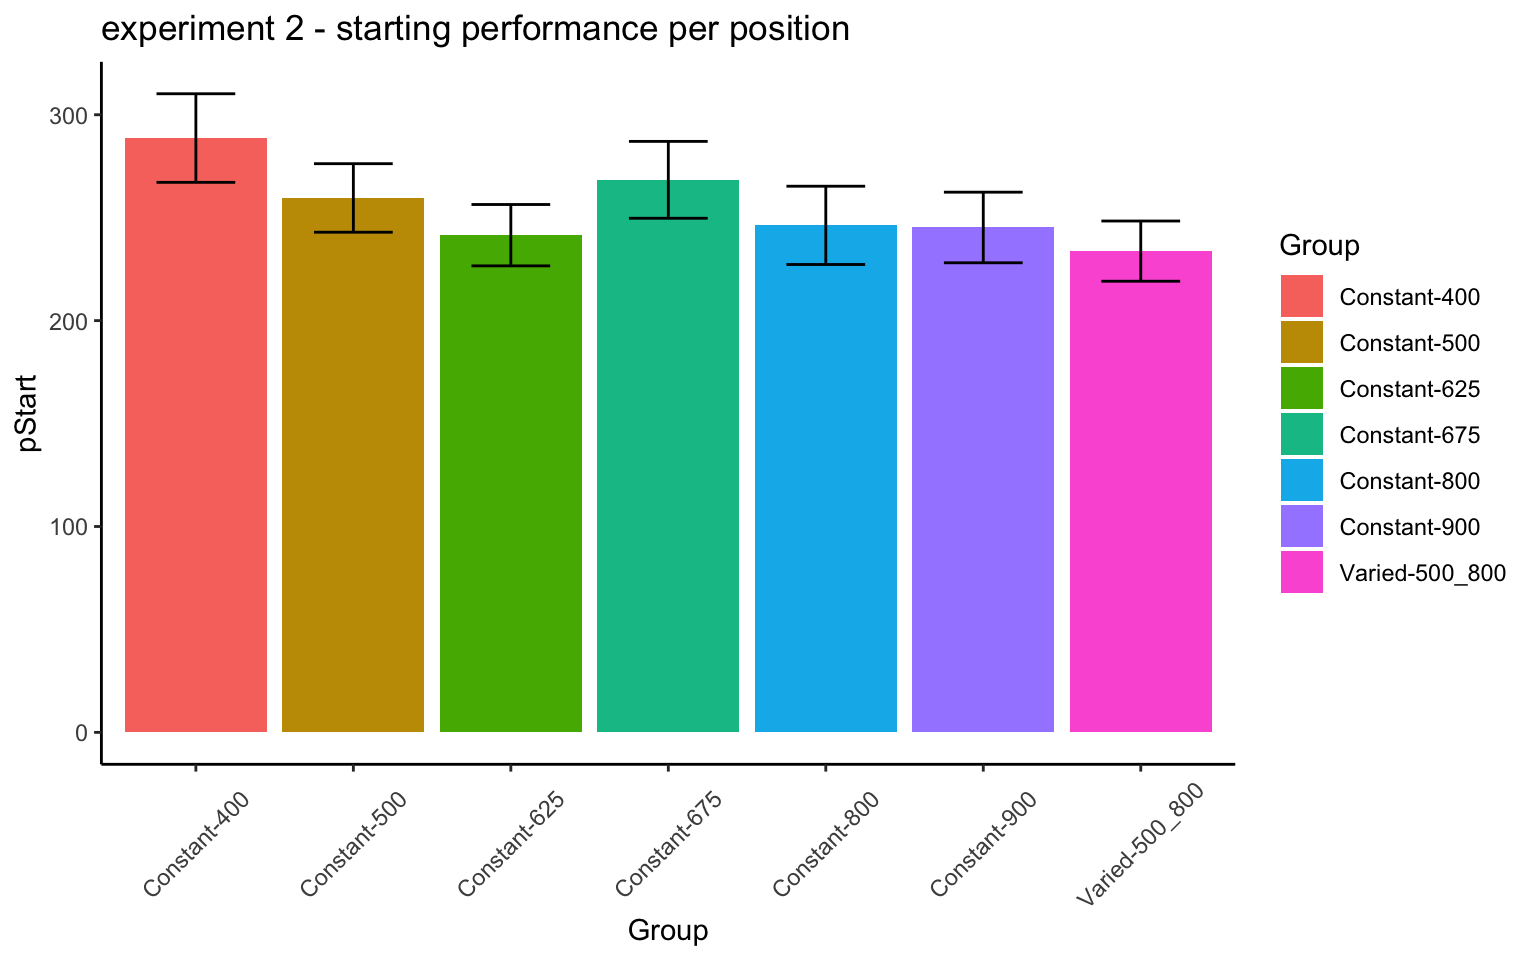 experiment 2 - starting performance per position
pStart
300
200
100
0
Constant-400
Constant-500
Constant-625
Constant-675
Constant-800
Constant-900
Varied-500_800
Group
Group
Constant-400
Constant-500
Constant-625
Constant-675
Constant-800
Constant-900
Varied-500_800